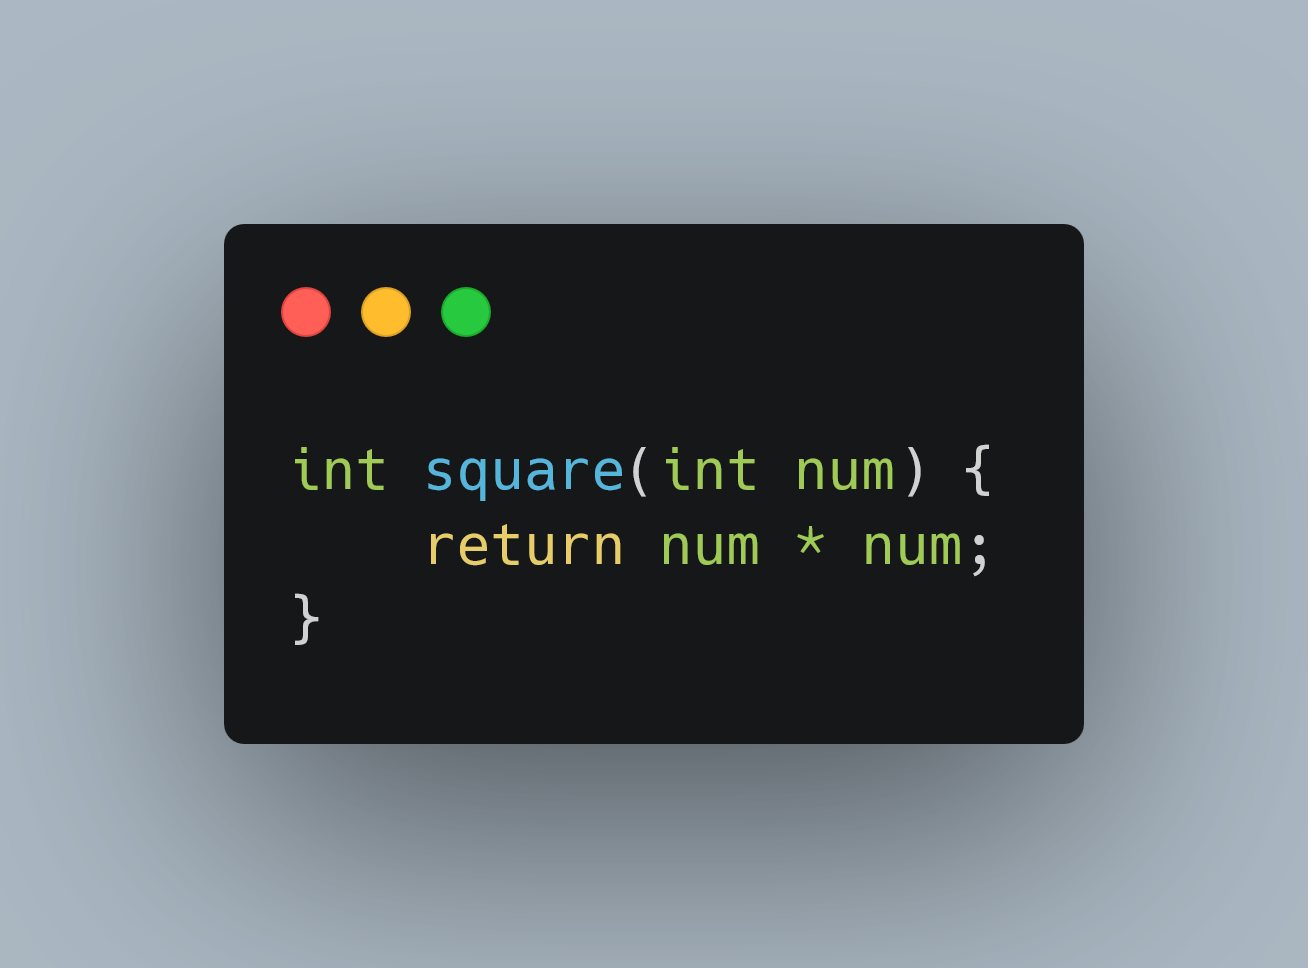 int square(int num) {
    return num * num;
}